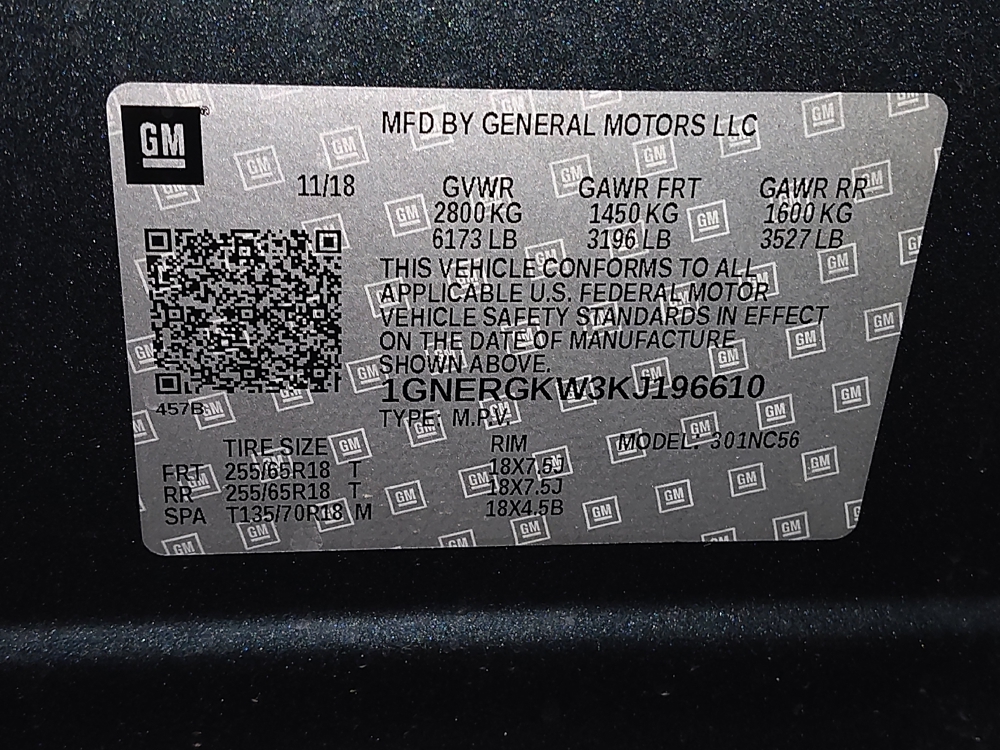 GM
MFD BY GENERAL MOTORS LLC
11/18 GVWR GAWR FRT GAWR RR
2800 KG 1450 KG 1600 KG
6173 LB 3196 LB 3527 LB
THIS VEHICLE CONFORMS TO ALL
APPLICABLE U.S. FEDERAL MOTOR
VEHICLE SAFETY STANDARDS IN EFFECT
ON THE DATE OF MANUFACTURE
SHOWN ABOVE.
1GNERGKW3KJ196610
457B
TYPE: M.P.V.
TIRE SIZE RIM MODEL: 301NC56
FRT 255/65R18 T 18X7.5J
RR 255/65R18 T 18X7.5J
SPA T135/70R18 M 18X4.5B